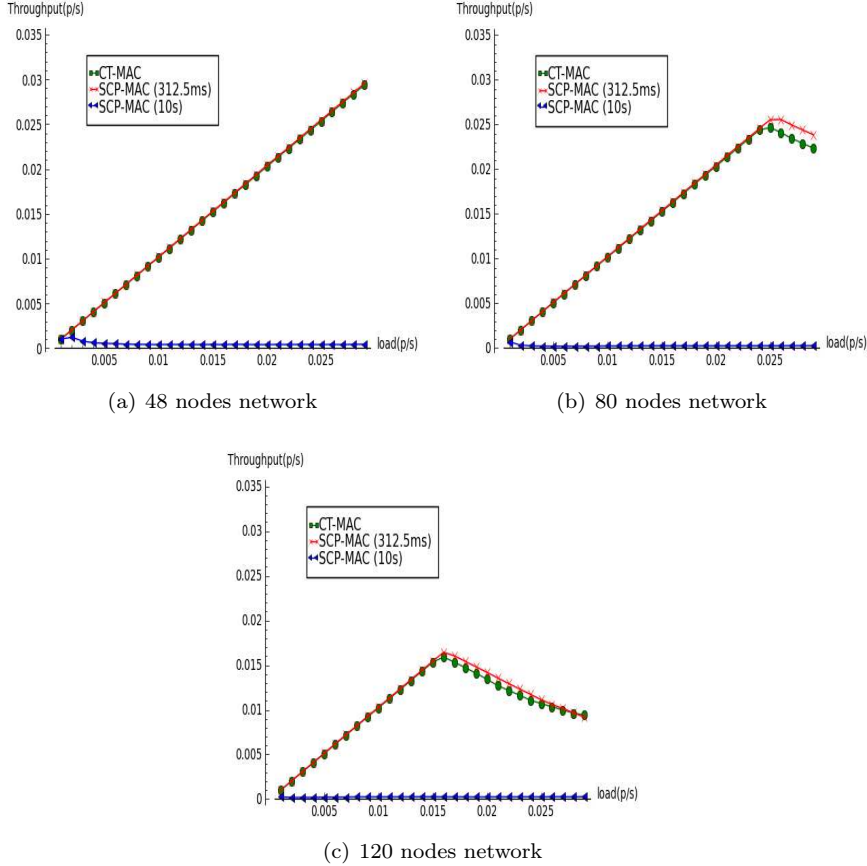 Throughput(p/s)
0.035
0.03
0.025
0.02
0.015
0.01
0.005
0
CT-MAC
SCP-MAC (312.5ms)
SCP-MAC (10s)
load(p/s)
0.005 0.01 0.015 0.02 0.025
(a) 48 nodes network
Throughput(p/s)
0.035
0.03
0.025
0.02
0.015
0.01
0.005
0
CT-MAC
SCP-MAC (312.5ms)
SCP-MAC (10s)
load(p/s)
0.005 0.01 0.015 0.02 0.025
(b) 80 nodes network
Throughput(p/s)
0.035
0.03
0.025
0.02
0.015
0.01
0.005
0
CT-MAC
SCP-MAC (312.5ms)
SCP-MAC (10s)
load(p/s)
0.005 0.01 0.015 0.02 0.025
(c) 120 nodes network